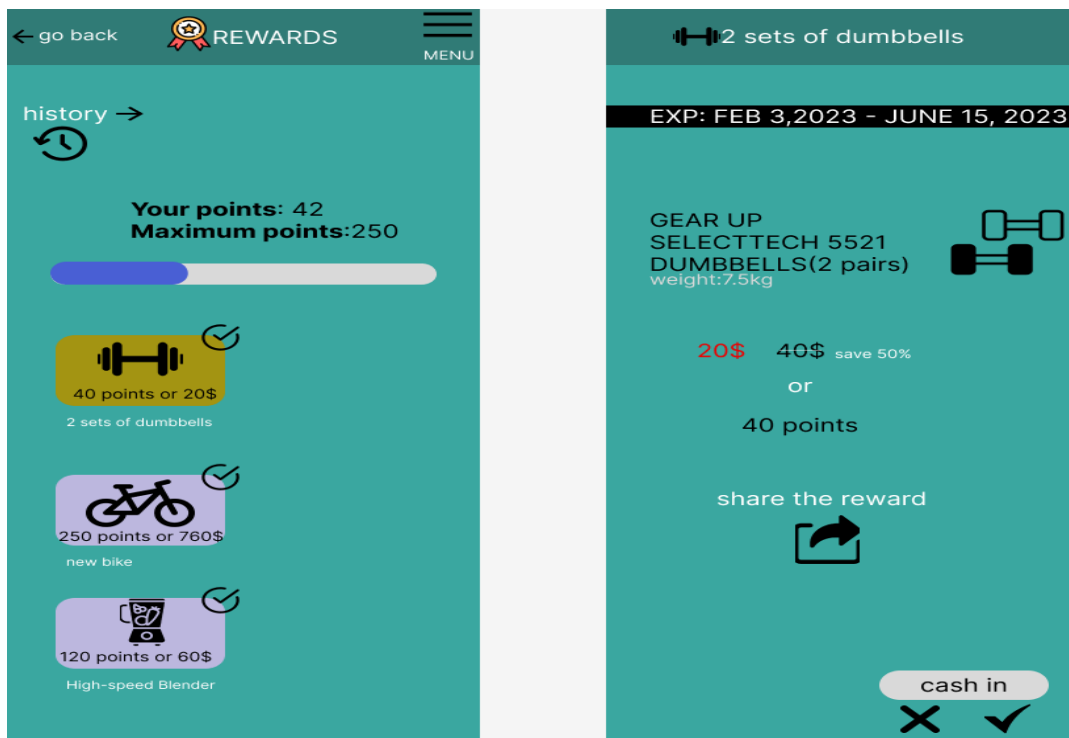 go back
REWARDS
MENU
history
Your points: 42
Maximum points:250
40 points or 20$
2 sets of dumbbells
250 points or 760$
new bike
120 points or 60$
High-speed Blender
2 sets of dumbbells
EXP: FEB 3,2023 - JUNE 15, 2023
GEAR UP
SELECTTECH 5521
DUMBBELLS(2 pairs)
weight:7.5kg
20$ 40$ save 50%
or
40 points
share the reward
cash in